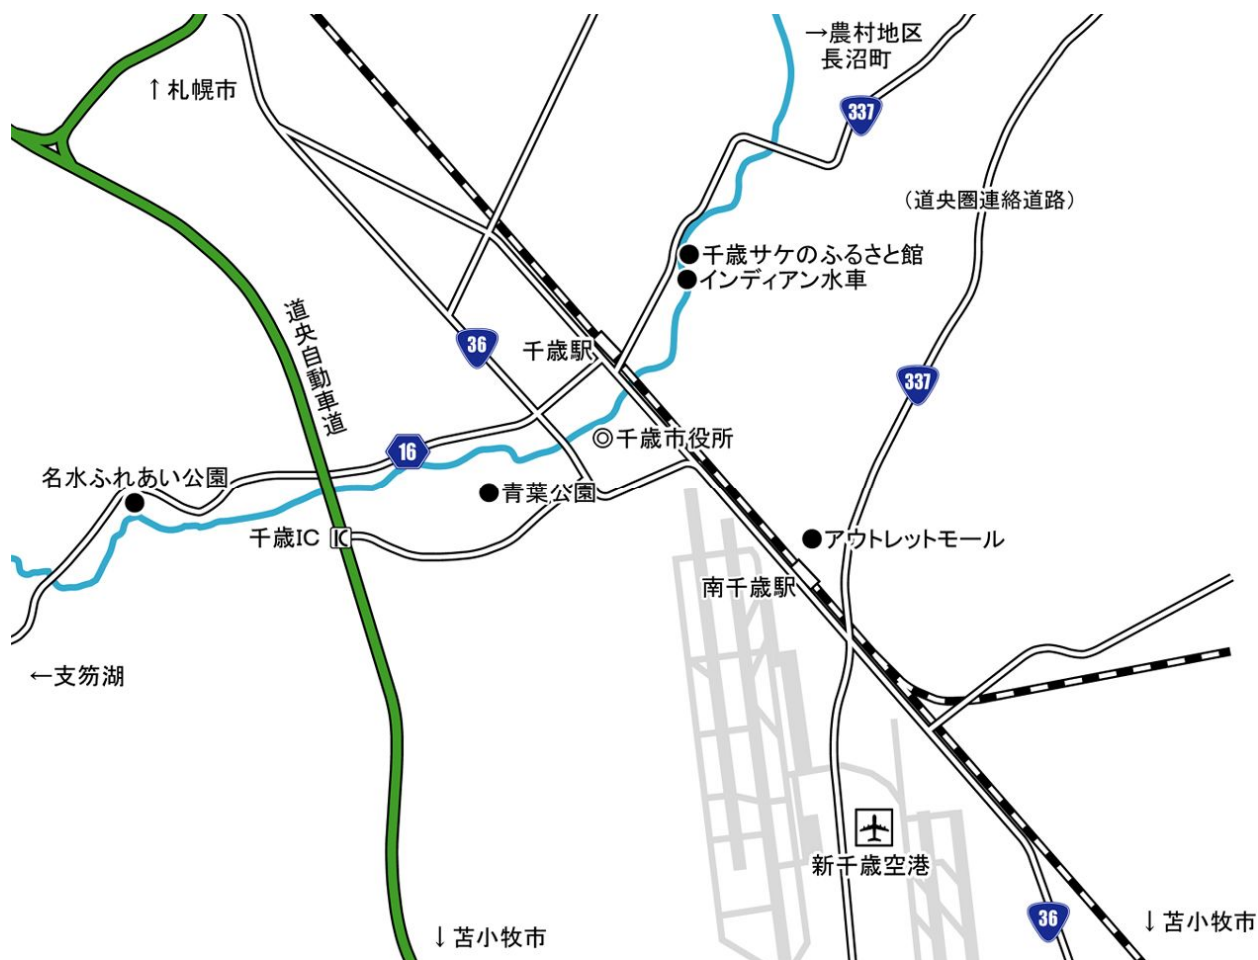 →農村地区
長沼町
↑札幌市
337
（道央圏連絡道路）
千歳サケのふるさと館
インディアン水車
道央自動車道
36
千歳駅
337
千歳市役所
16
名水ふれあい公園
青葉公園
千歳IC
IC
アウトレットモール
南千歳駅
←支笏湖
新千歳空港
36
↓苫小牧市
↓苫小牧市